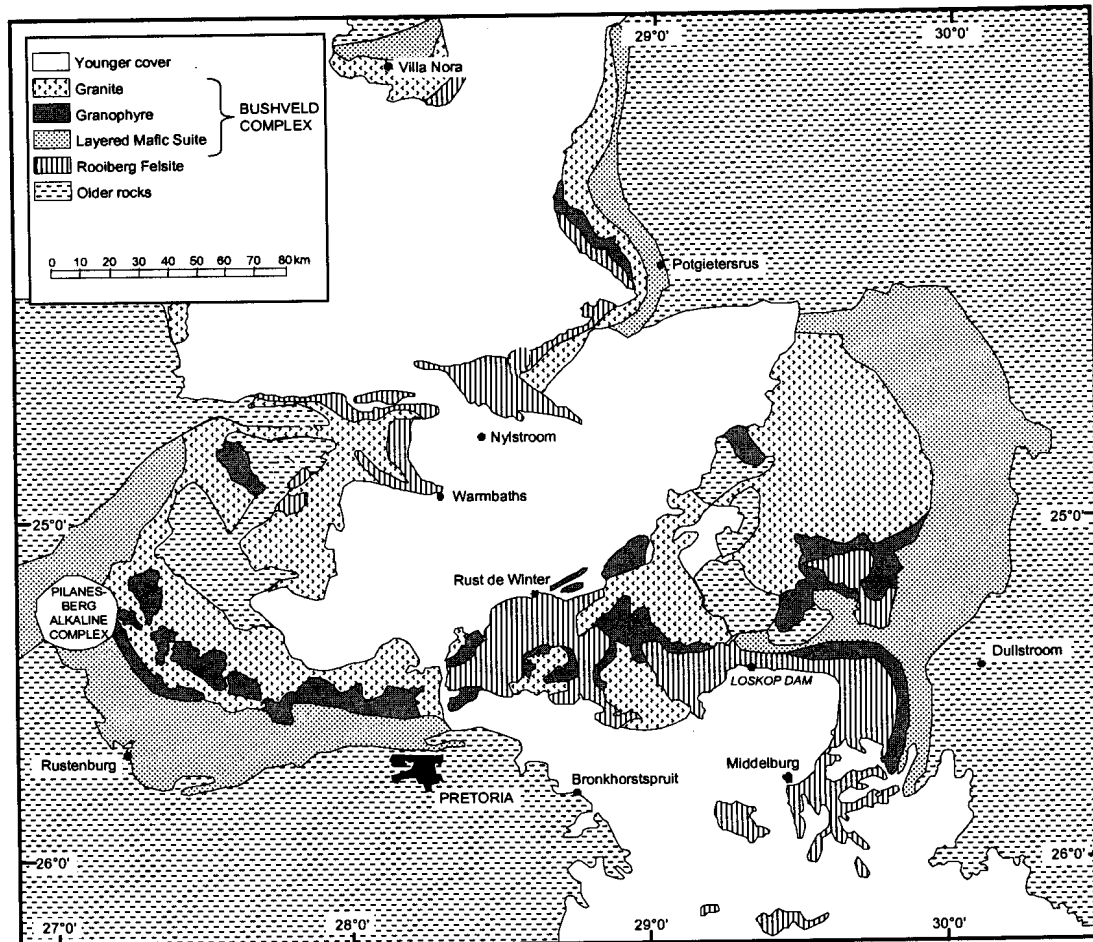 29°0'
30°0'
Younger cover
Granite
Granophyre
Layered Mafic Suite
BUSHVELD
COMPLEX
Rooiberg Felsite
Older rocks
0 10 20 30 40 50 60 70 80 km
Villa Nora
Potgietersrus
Nylstroom
Warmbaths
25°0'
25°0'
Rust de Winter
PILANES-
BERG
ALKALINE
COMPLEX
Dullstroom
LOSKOP DAM
Rustenburg
Middelburg
Bronkhorstspruit
PRETORIA
26°0'
26°0'
27°0'
28°0'
29°0'
30°0'